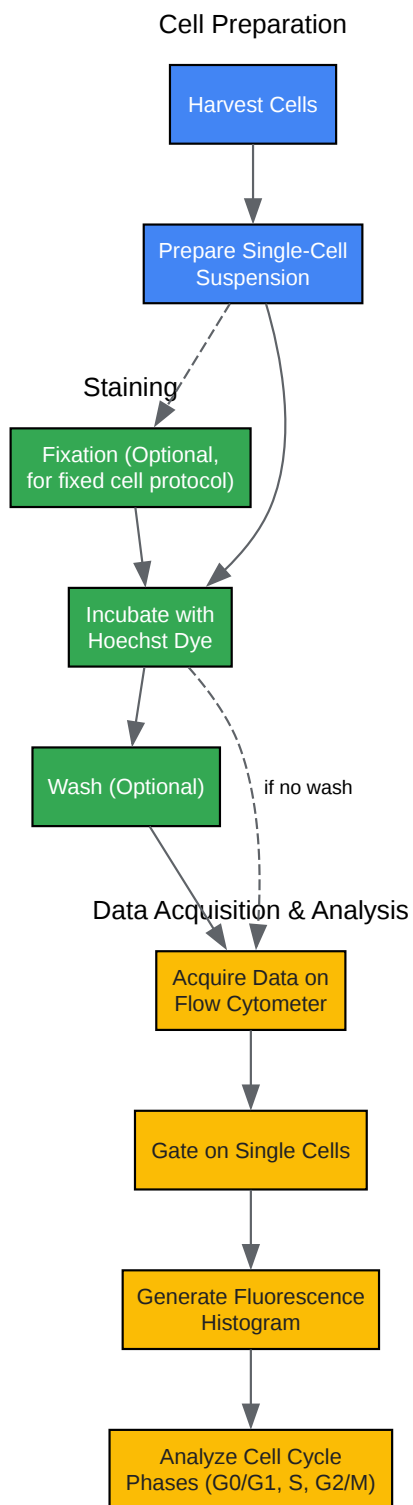 Cell Preparation
Harvest Cells
Prepare Single-Cell
Suspension
Staining
Fixation (Optional,
for fixed cell protocol)
Incubate with
Hoechst Dye
Wash (Optional)
if no wash
Data Acquisition & Analysis
Acquire Data on
Flow Cytometer
Gate on Single Cells
Generate Fluorescence
Histogram
Analyze Cell Cycle
Phases (G0/G1, S, G2/M)